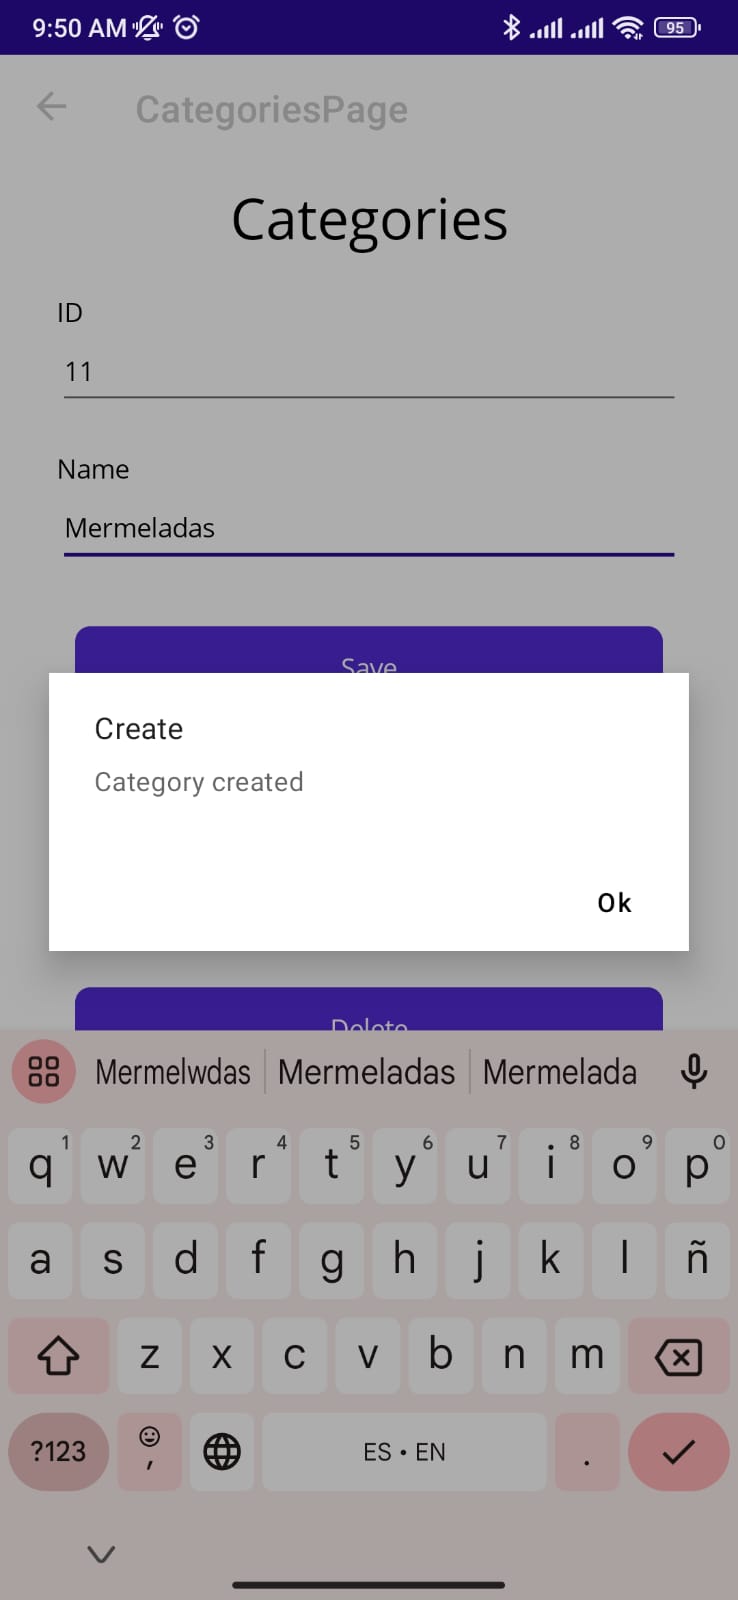 9:50 AM
95
CategoriesPage
Categories
ID
11
Name
Mermeladas
Save
Create
Category created
Ok
Delete
Mermelwdas Mermeladas Mermelada
1 2 3 4 5 6 7 8 9 0
q w e r t y u i o p
a s d f g h j k l ñ
z x c v b n m
?123 , ES • EN .